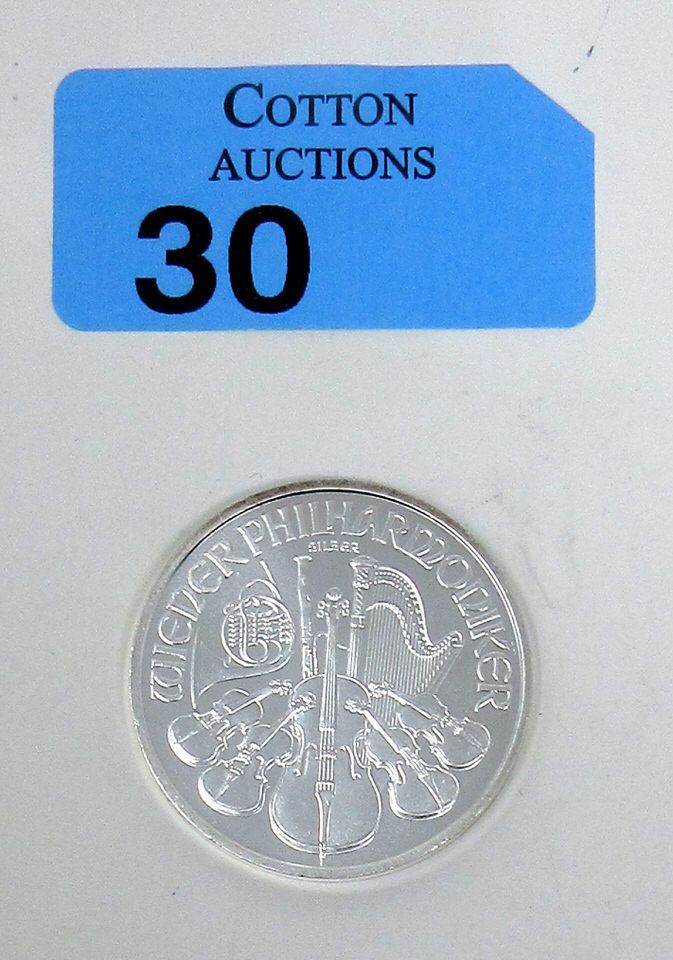 COTTON
AUCTIONS
30
WIENER PHILHARMONIKER
SILBER